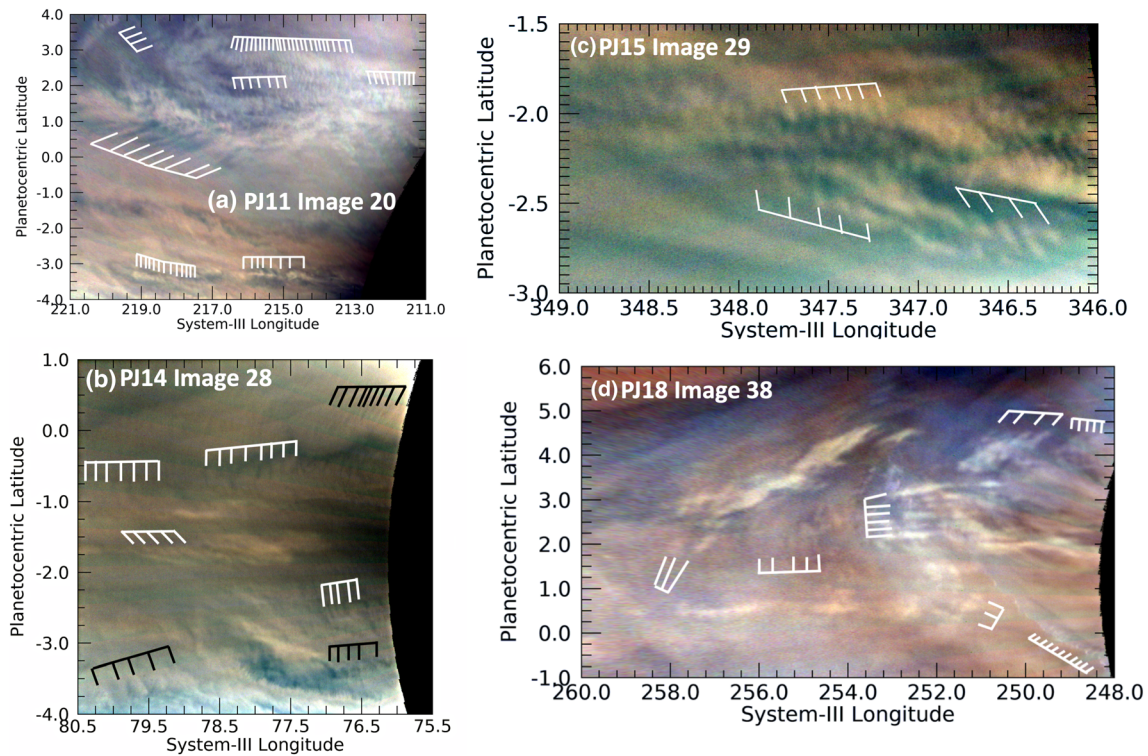 (a) PJ11 Image 20
Planetocentric Latitude
4.0
3.0
2.0
1.0
0.0
-1.0
-2.0
-3.0
-4.0
221.0 219.0 217.0 215.0 213.0 211.0
System-III Longitude
(c) PJ15 Image 29
Planetocentric Latitude
-1.5
-2.0
-2.5
-3.0
349.0 348.5 348.0 347.5 347.0 346.5 346.0
System-III Longitude
(b) PJ14 Image 28
Planetocentric Latitude
1.0
0.0
-1.0
-2.0
-3.0
-4.0
80.5 79.5 78.5 77.5 76.5 75.5
System-III Longitude
(d) PJ18 Image 38
Planetocentric Latitude
6.0
5.0
4.0
3.0
2.0
1.0
0.0
-1.0
260.0 258.0 256.0 254.0 252.0 250.0 248.0
System-III Longitude